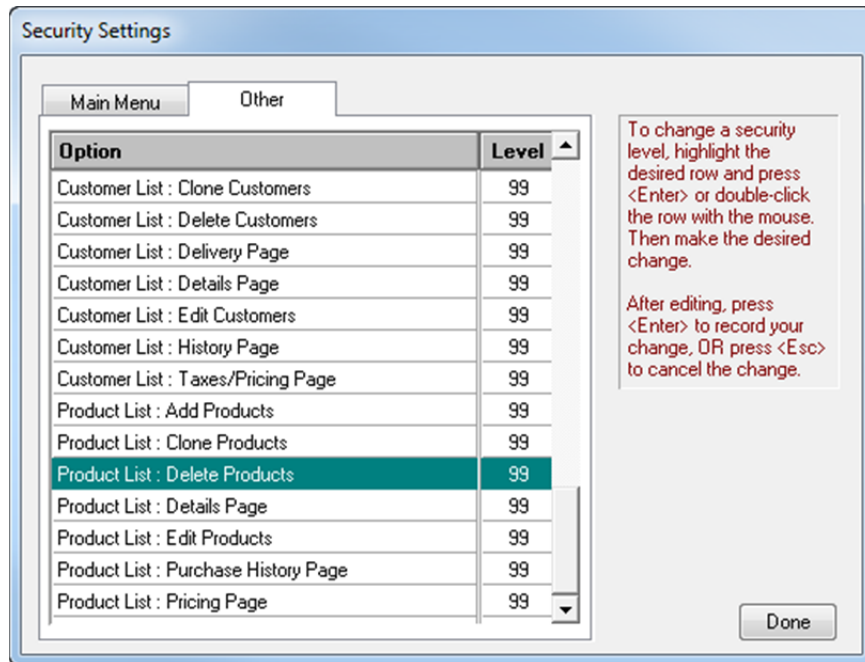 Security Settings
Main Menu
Other
Option Level
Customer List : Clone Customers 99
Customer List : Delete Customers 99
Customer List : Delivery Page 99
Customer List : Details Page 99
Customer List : Edit Customers 99
Customer List : History Page 99
Customer List : Taxes/Pricing Page 99
Product List : Add Products 99
Product List : Clone Products 99
Product List : Delete Products 99
Product List : Details Page 99
Product List : Edit Products 99
Product List : Purchase History Page 99
Product List : Pricing Page 99
To change a security
level, highlight the
desired row and press
<Enter> or double-click
the row with the mouse.
Then make the desired
change.
After editing, press
<Enter> to record your
change, OR press <Esc>
to cancel the change.
Done